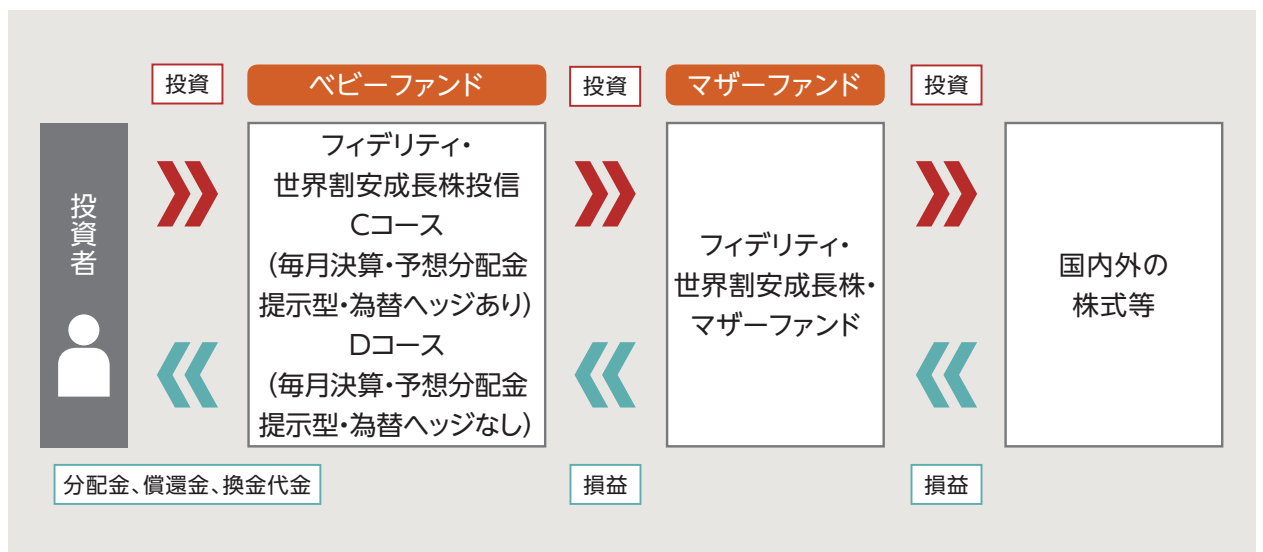 投資
ベビーファンド
投資
マザーファンド
投資
投資者
フィデリティ・
世界割安成長株投信
Cコース
(毎月決算・予想分配金
提示型・為替ヘッジあり)
Dコース
(毎月決算・予想分配金
提示型・為替ヘッジなし)
フィデリティ・
世界割安成長株・
マザーファンド
国内外の
株式等
分配金、償還金、換金代金
損益
損益